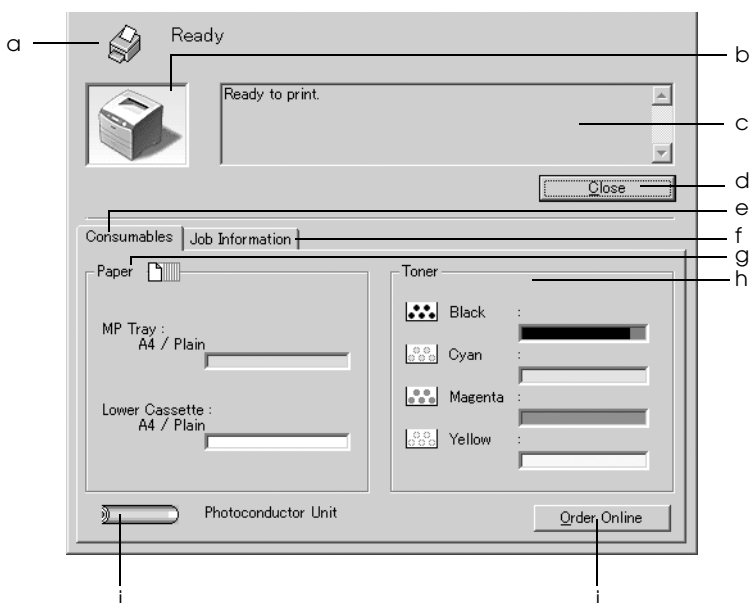 a
Ready
b
Ready to print.
c
d
Close
e
Consumables
Job Information
f
g
Paper
Toner
h
MP Tray :
A4 / Plain
Lower Cassette :
A4 / Plain
Black :
Cyan :
Magenta :
Yellow :
Photoconductor Unit
Order Online
i